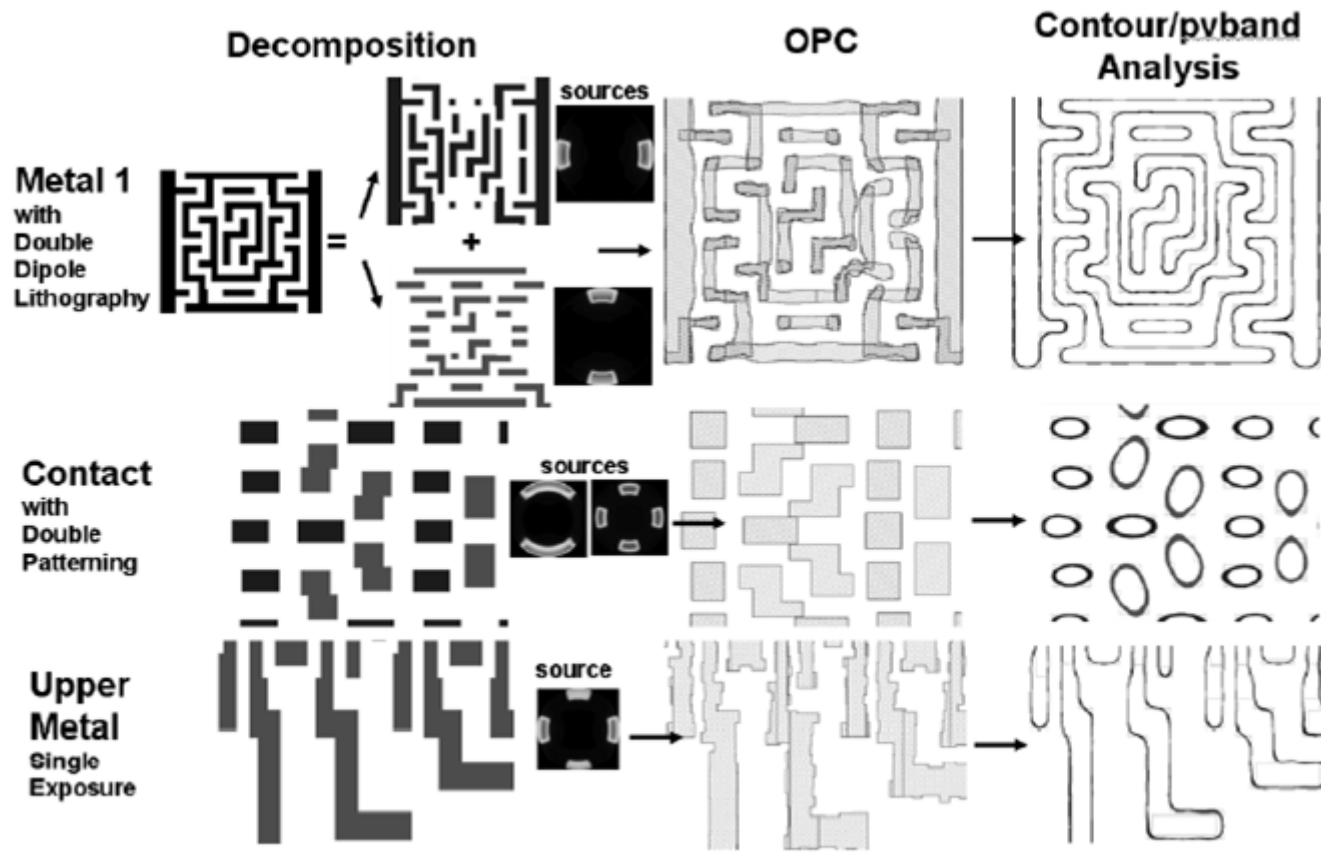 Decomposition
OPC
Contour/pvband
Analysis
sources
Metal 1
with
Double
Dipole
Lithography
=
+
Contact
with
Double
Patterning
sources
Upper
Metal
Single
Exposure
source